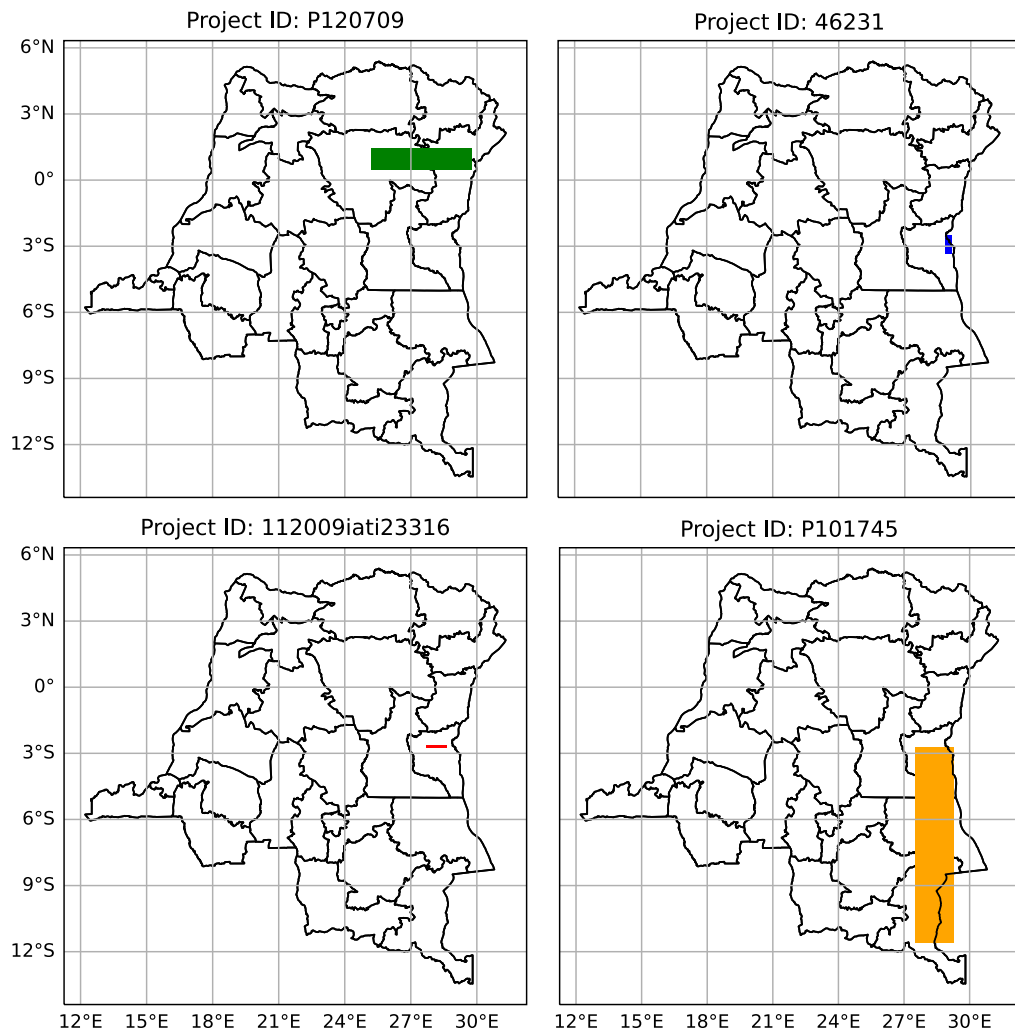 Project ID: P120709
Project ID: 46231
6°N
3°N
0°
3°S
6°S
9°S
12°S
Project ID: 112009iati23316
Project ID: P101745
6°N
3°N
0°
3°S
6°S
9°S
12°S
12°E 15°E 18°E 21°E 24°E 27°E 30°E
12°E 15°E 18°E 21°E 24°E 27°E 30°E